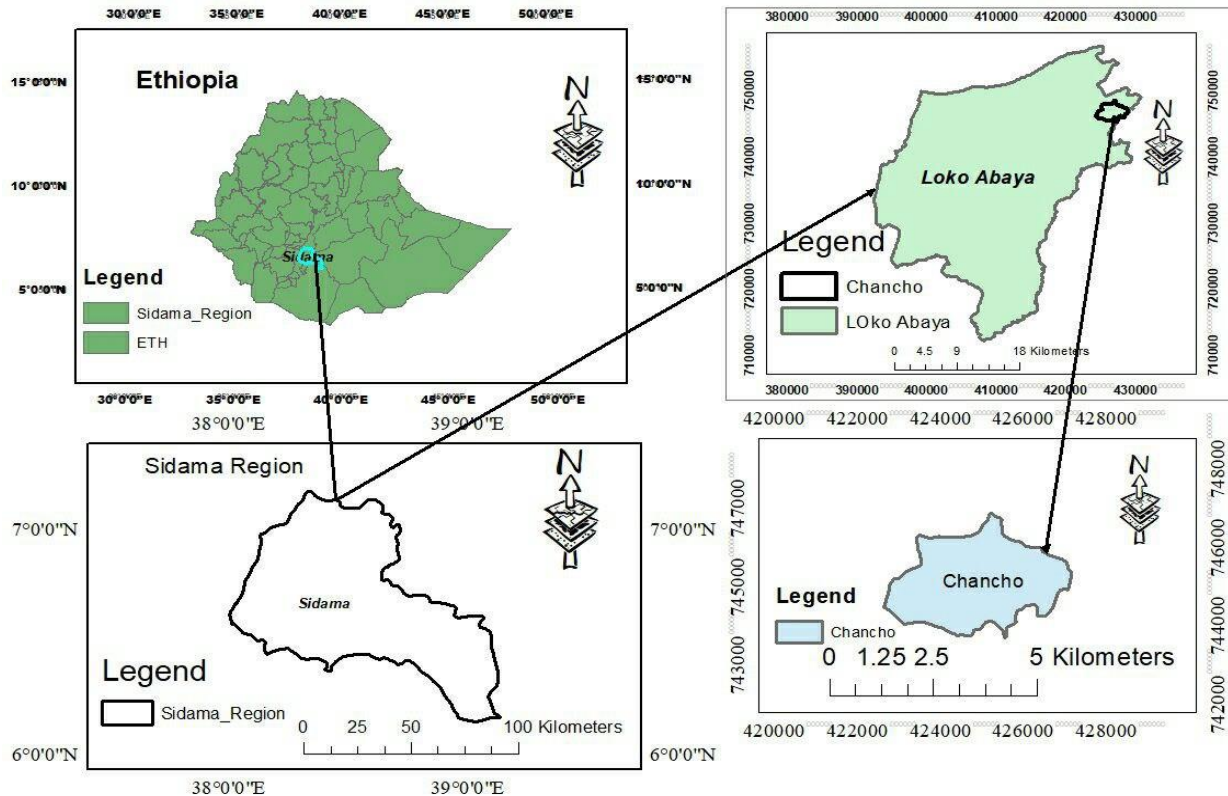 30°0'0"E 35°0'0"E 40°0'0"E 45°0'0"E 50°0'0"E
15°0'0"N 15°0'0"N
Ethiopia
N
10°0'0"N 10°0'0"N
Sidama
Legend
5°0'0"N 5°0'0"N
Sidama_Region
ETH
30°0'0"E 35°0'0"E 40°0'0"E 45°0'0"E 50°0'0"E
380000 390000 400000 410000 420000 430000
750000 750000
N
740000 740000
Loko Abaya
730000 730000
Legend
Chancho
720000 720000
LOko Abaya
0 4.5 9 18 Kilometers
710000 710000
380000 390000 400000 410000 420000 430000
38°0'0"E 39°0'0"E
Sidama Region
N
7°0'0"N 7°0'0"N
Sidama
Legend
Sidama_Region
0 25 50 100 Kilometers
6°0'0"N 6°0'0"N
38°0'0"E 39°0'0"E
420000 422000 424000 426000 428000
748000
N
747000
746000
745000
Chancho
744000
Legend
Chancho
743000
0 1.25 2.5 5 Kilometers
742000
420000 422000 424000 426000 428000